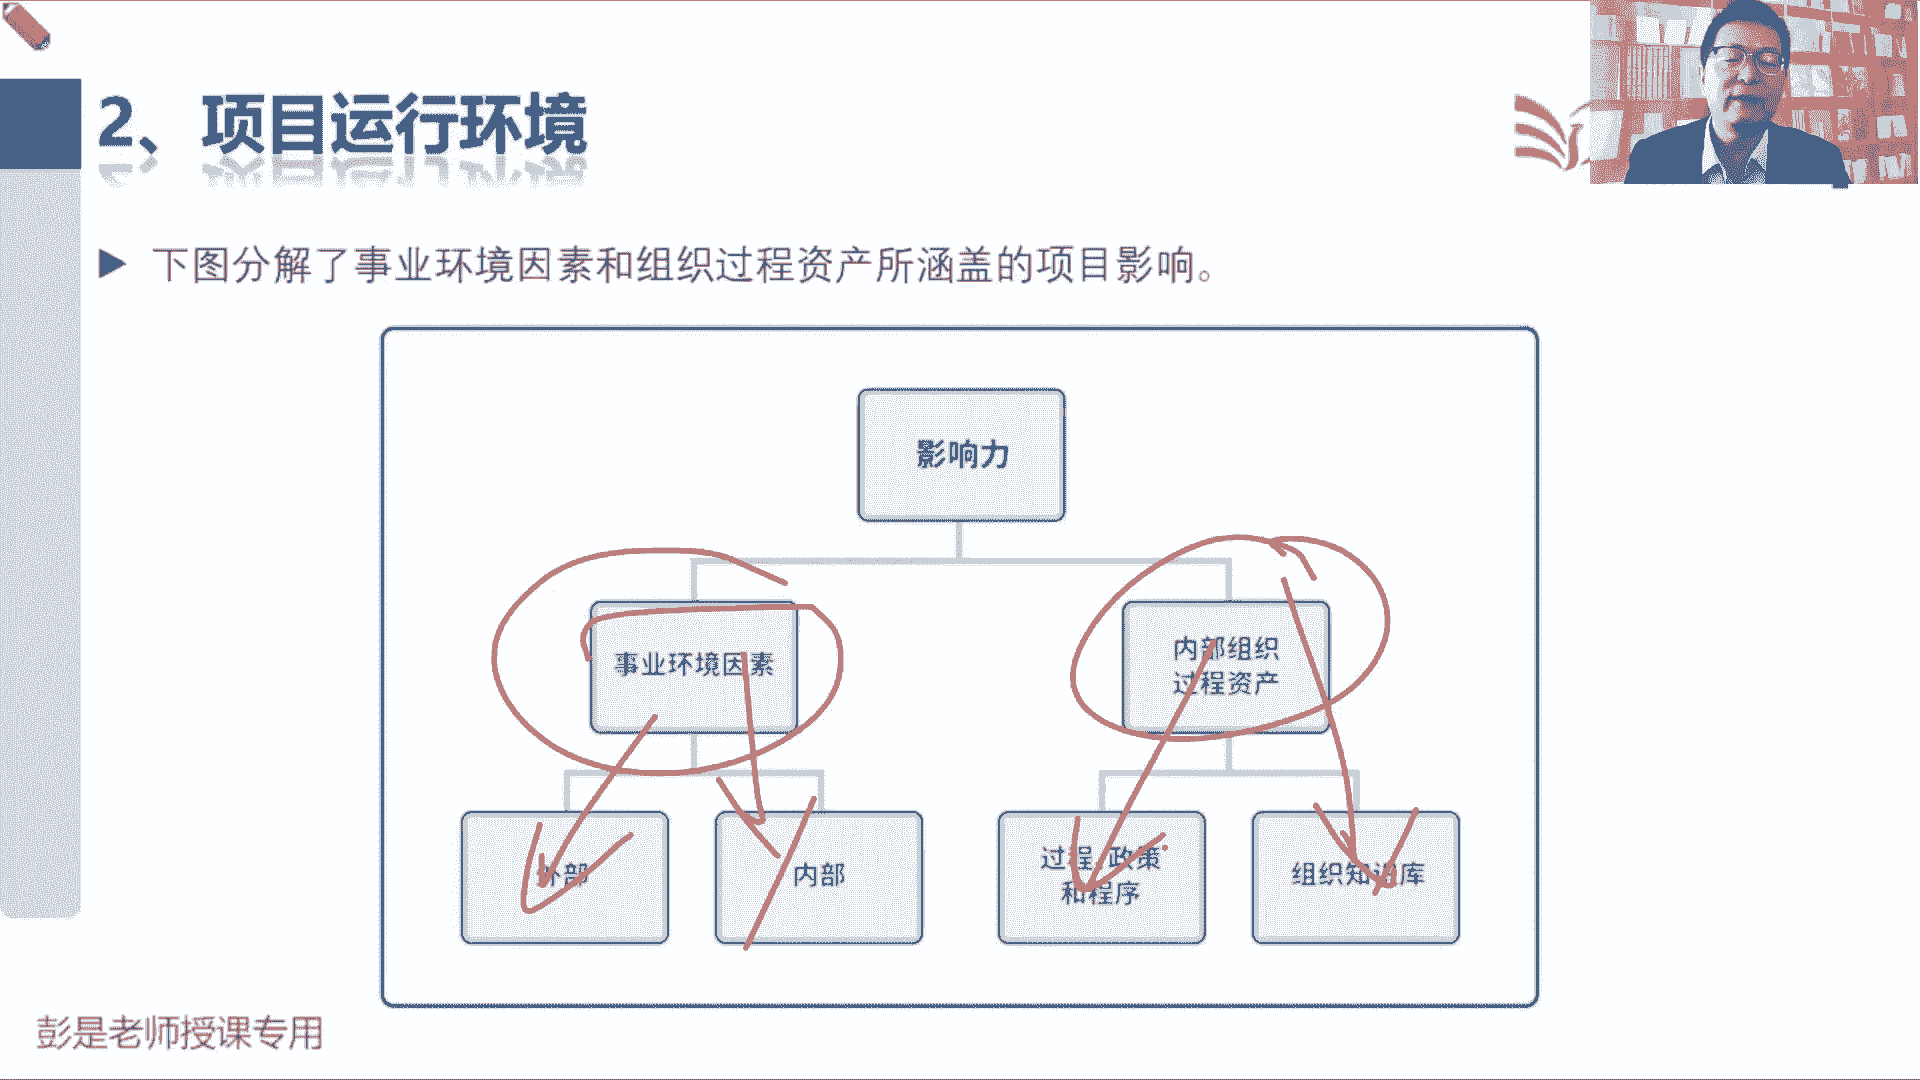 2、项目运行环境
下图分解了事业环境因素和组织过程资产所涵盖的项目影响。
影响力
事业环境因素
内部组织
过程资产
外部
内部
过程、政策
和程序
组织知识库
彭是老师授课专用